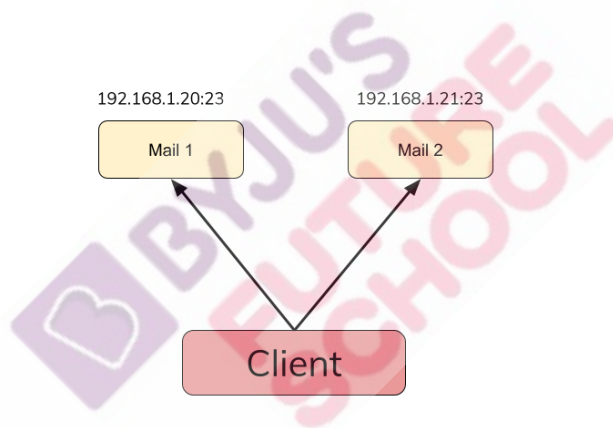 192.168.1.20:23
192.168.1.21:23
Mail 1
Mail 2
Client
BYJU'S
FUTURE
SCHOOL